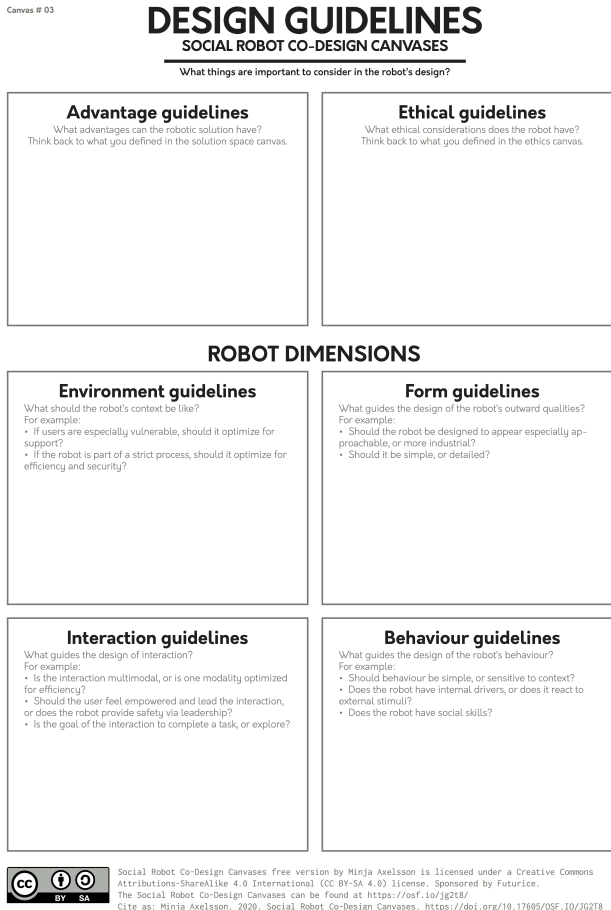 Canvas # 03
DESIGN GUIDELINES
SOCIAL ROBOT CO-DESIGN CANVASES
What things are important to consider in the robot's design?
Advantage guidelines
What advantages can the robotic solution have?
Think back to what you defined in the solution space canvas.
Ethical guidelines
What ethical considerations does the robot have?
Think back to what you defined in the ethics canvas.
ROBOT DIMENSIONS
Environment guidelines
What should the robot's context be like?
For example:
• If users are especially vulnerable, should it optimize for
support?
• If the robot is part of a strict process, should it optimize for
efficiency and security?
Form guidelines
What guides the design of the robot's outward qualities?
For example:
• Should the robot be designed to appear especially ap-
proachable, or more industrial?
• Should it be simple, or detailed?
Interaction guidelines
What guides the design of interaction?
For example:
• Is the interaction multimodal, or is one modality optimized
for efficiency?
• Should the user feel empowered and lead the interaction,
or does the robot provide safety via leadership?
• Is the goal of the interaction to complete a task, or explore?
Behaviour guidelines
What guides the design of the robot's behaviour?
For example:
• Should behaviour be simple, or sensitive to context?
• Does the robot have internal drivers, or does it react to
external stimuli?
• Does the robot have social skills?
cc
BY SA
Social Robot Co-Design Canvases free version by Minja Axelsson is licensed under a Creative Commons
Attributions-ShareAlike 4.0 International (CC BY-SA 4.0) license. Sponsored by Futurice.
The Social Robot Co-Design Canvases can be found at https://osf.io/jg2t8/
Cite as: Minja Axelsson. 2020. Social Robot Co-Design Canvases. https://doi.org/10.17605/OSF.IO/JG2T8